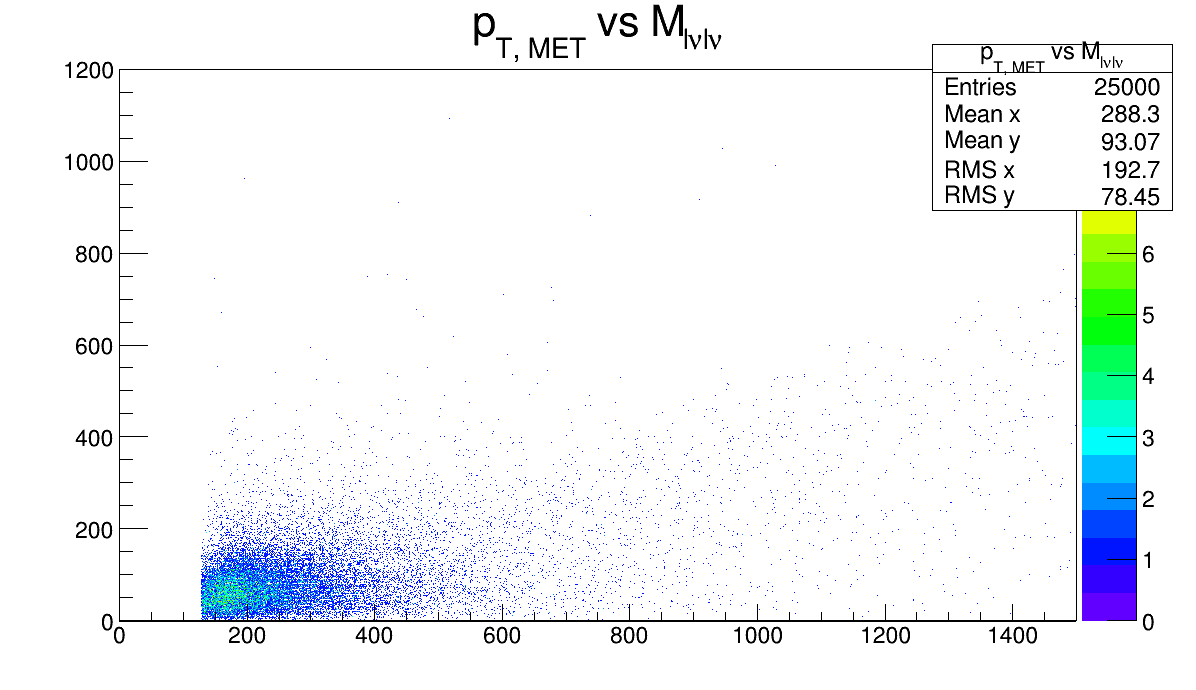 p_T, MET vs M_lνlν
p_T, MET vs M_lνlν
Entries 25000
Mean x 288.3
Mean y 93.07
RMS x 192.7
RMS y 78.45
1200
1000
800
600
400
200
0
6
5
4
3
2
1
0
0 200 400 600 800 1000 1200 1400